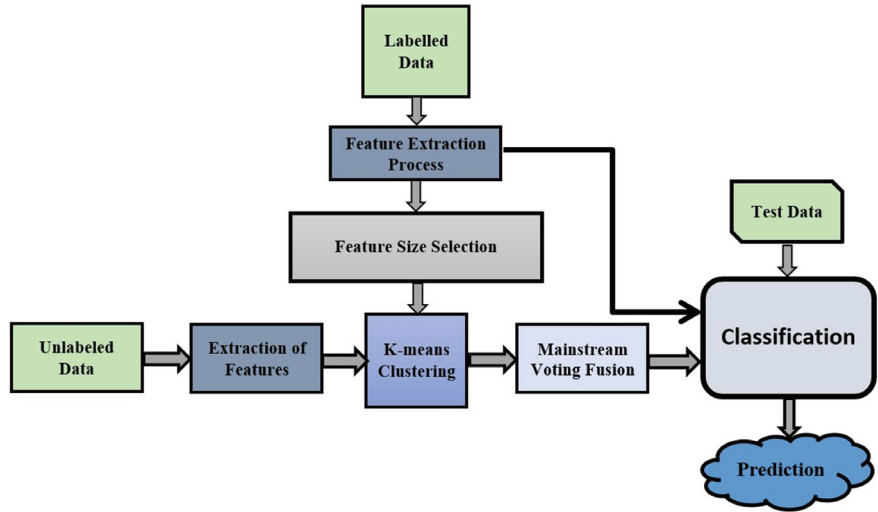 Labelled
Data
Feature Extraction
Process
Test Data
Feature Size Selection
Unlabeled
Data
Extraction of
Features
K-means
Clustering
Mainstream
Voting Fusion
Classification
Prediction